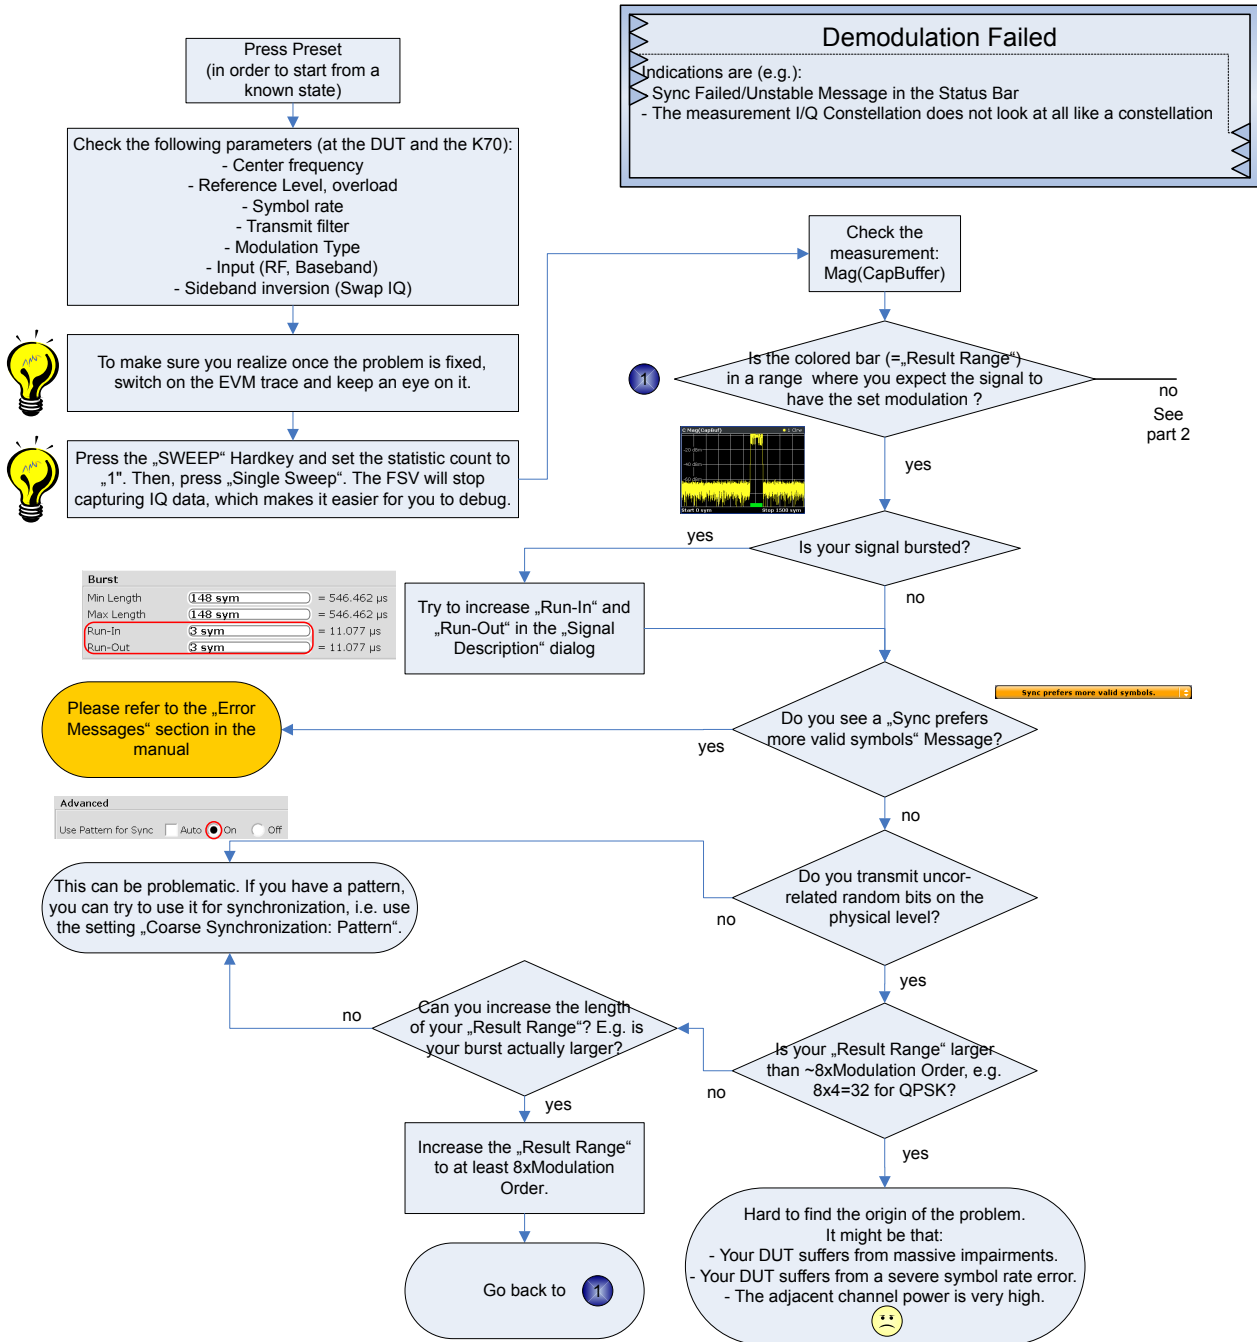 Demodulation Failed
Indications are (e.g.):
- Sync Failed/Unstable Message in the Status Bar
- The measurement I/Q Constellation does not look at all like a constellation
Press Preset
(in order to start from a
known state)
Check the following parameters (at the DUT and the K70):
- Center frequency
- Reference Level, overload
- Symbol rate
- Transmit filter
- Modulation Type
- Input (RF, Baseband)
- Sideband inversion (Swap IQ)
To make sure you realize once the problem is fixed,
switch on the EVM trace and keep an eye on it.
Press the „SWEEP“ Hardkey and set the statistic count to
„1". Then, press „Single Sweep“. The FSV will stop
capturing IQ data, which makes it easier for you to debug.
Check the
measurement:
Mag(CapBuffer)
1
Is the colored bar (=„Result Range“)
in a range where you expect the signal to
have the set modulation ?
no
See
part 2
yes
Mag(CapBuf)
1 Clrw
-20 dBm
-40 dBm
Start 0 sym
Stop 1500 sym
Is your signal bursted?
yes
no
Burst
Min Length 148 sym = 546.462 µs
Max Length 148 sym = 546.462 µs
Run-In 3 sym = 11.077 µs
Run-Out 3 sym = 11.077 µs
Try to increase „Run-In“ and
„Run-Out“ in the „Signal
Description“ dialog
Sync prefers more valid symbols.
Do you see a „Sync prefers
more valid symbols“ Message?
yes
Please refer to the „Error
Messages“ section in the
manual
no
Advanced
Use Pattern for Sync Auto On Off
Do you transmit uncor-
related random bits on the
physical level?
no
This can be problematic. If you have a pattern,
you can try to use it for synchronization, i.e. use
the setting „Coarse Synchronization: Pattern“.
yes
Is your „Result Range“ larger
than ~8xModulation Order, e.g.
8x4=32 for QPSK?
no
Can you increase the length
of your „Result Range“? E.g. is
your burst actually larger?
no
yes
Increase the „Result Range“
to at least 8xModulation
Order.
Go back to 1
yes
Hard to find the origin of the problem.
It might be that:
- Your DUT suffers from massive impairments.
- Your DUT suffers from a severe symbol rate error.
- The adjacent channel power is very high.